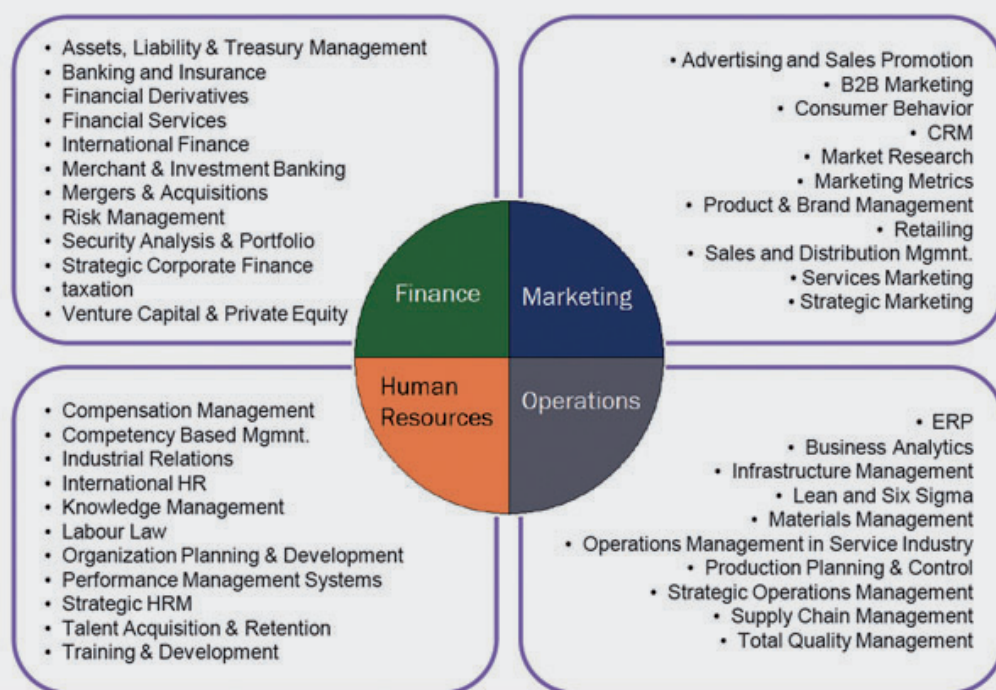 • Assets, Liability & Treasury Management
• Banking and Insurance
• Financial Derivatives
• Financial Services
• International Finance
• Merchant & Investment Banking
• Mergers & Acquisitions
• Risk Management
• Security Analysis & Portfolio
• Strategic Corporate Finance
• taxation
• Venture Capital & Private Equity
• Advertising and Sales Promotion
• B2B Marketing
• Consumer Behavior
• CRM
• Market Research
• Marketing Metrics
• Product & Brand Management
• Retailing
• Sales and Distribution Mgmnt.
• Services Marketing
• Strategic Marketing
Finance
Marketing
Human
Resources
Operations
• Compensation Management
• Competency Based Mgmnt.
• Industrial Relations
• International HR
• Knowledge Management
• Labour Law
• Organization Planning & Development
• Performance Management Systems
• Strategic HRM
• Talent Acquisition & Retention
• Training & Development
• ERP
• Business Analytics
• Infrastructure Management
• Lean and Six Sigma
• Materials Management
• Operations Management in Service Industry
• Production Planning & Control
• Strategic Operations Management
• Supply Chain Management
• Total Quality Management